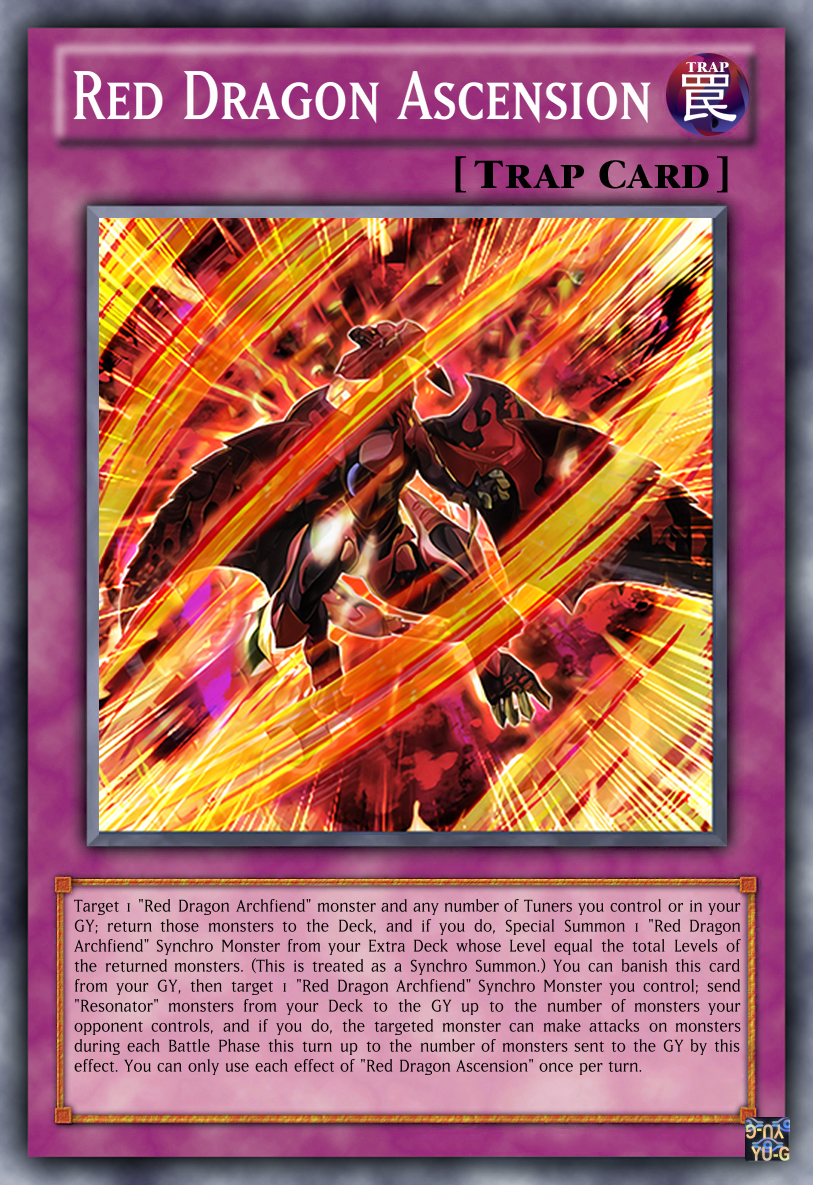 Red Dragon Ascension
TRAP
罠
[Trap Card]
Target 1 "Red Dragon Archfiend" monster and any number of Tuners you control or in your
GY; return those monsters to the Deck, and if you do, Special Summon 1 "Red Dragon
Archfiend" Synchro Monster from your Extra Deck whose Level equal the total Levels of
the returned monsters. (This is treated as a Synchro Summon.) You can banish this card
from your GY, then target 1 "Red Dragon Archfiend" Synchro Monster you control; send
"Resonator" monsters from your Deck to the GY up to the number of monsters your
opponent controls, and if you do, the targeted monster can make attacks on monsters
during each Battle Phase this turn up to the number of monsters sent to the GY by this
effect. You can only use each effect of "Red Dragon Ascension" once per turn.
YU-G
YU-G